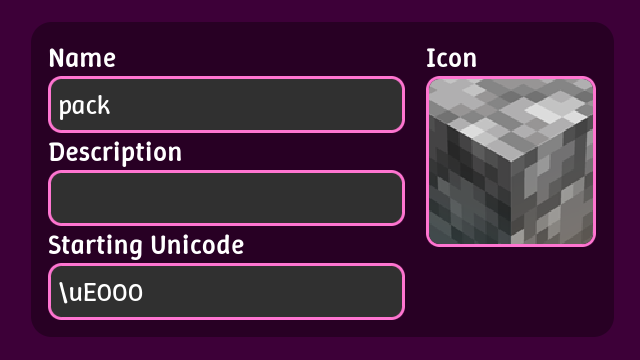 Name
Icon
pack
Description
Starting Unicode
\uE000